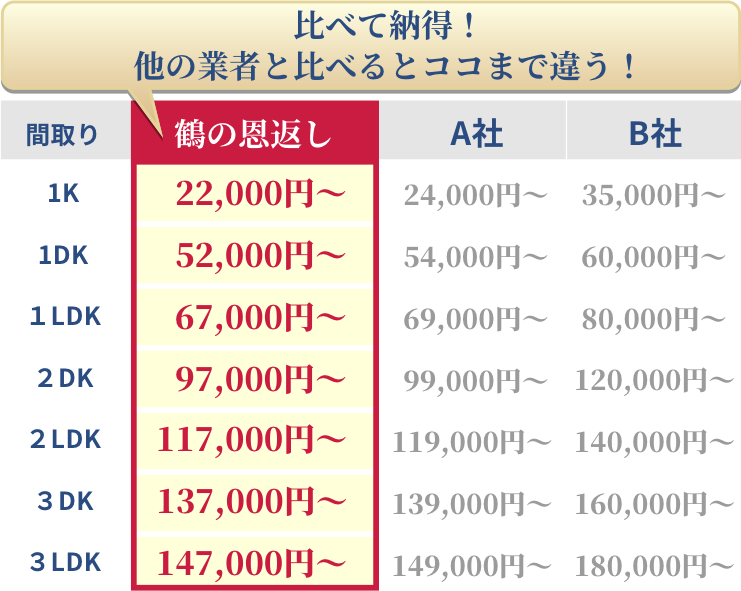 比べて納得！
他の業者と比べるとココまで違う！
間取り 鶴の恩返し A社 B社
1K 22,000円～ 24,000円～ 35,000円～
1DK 52,000円～ 54,000円～ 60,000円～
１LDK 67,000円～ 69,000円～ 80,000円～
２DK 97,000円～ 99,000円～ 120,000円～
２LDK 117,000円～ 119,000円～ 140,000円～
３DK 137,000円～ 139,000円～ 160,000円～
３LDK 147,000円～ 149,000円～ 180,000円～